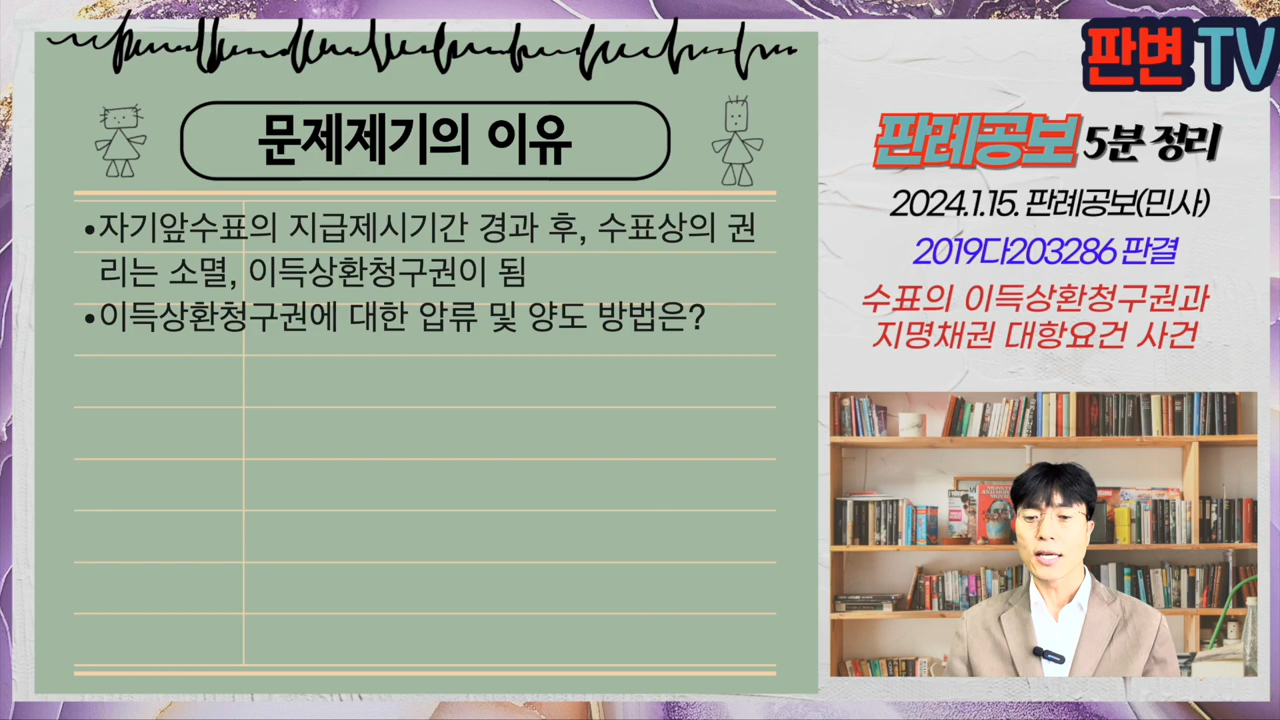 문제제기의 이유
•자기앞수표의 지급제시기간 경과 후, 수표상의 권
리는 소멸, 이득상환청구권이 됨
•이득상환청구권에 대한 압류 및 양도 방법은?
판변 TV
판례공보 5분 정리
2024.1.15. 판례공보(민사)
2019다203286 판결
수표의 이득상환청구권과
지명채권 대항요건 사건